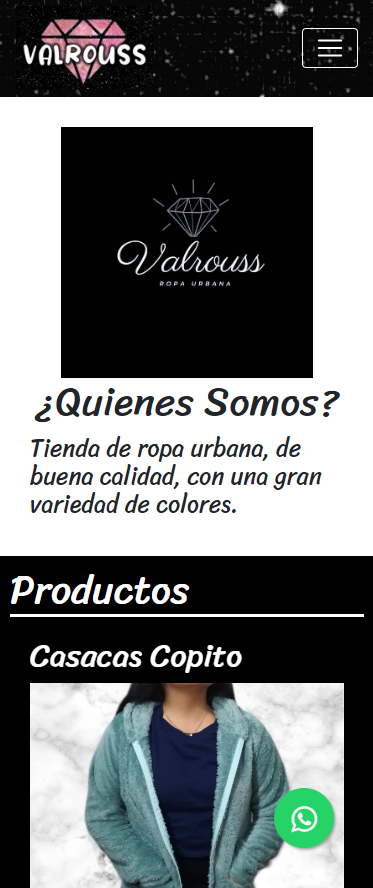 VALROUSS
Valrouss
ROPA URBANA
¿Quienes Somos?
Tienda de ropa urbana, de
buena calidad, con una gran
variedad de colores.
Productos
Casacas Copito